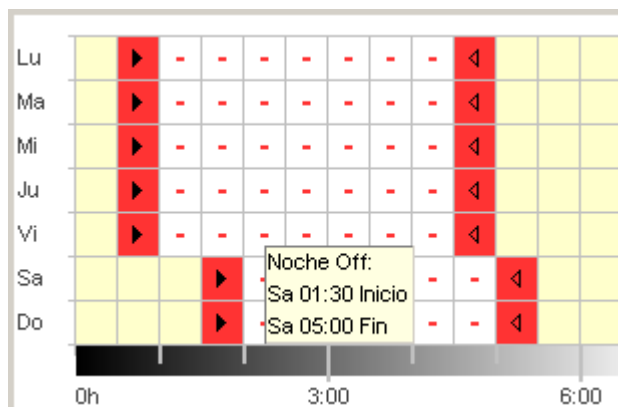 Lu
Ma
Mi
Ju
Vi
Sa
Do
Noche Off:
Sa 01:30 Inicio
Sa 05:00 Fin
0h 3:00 6:00